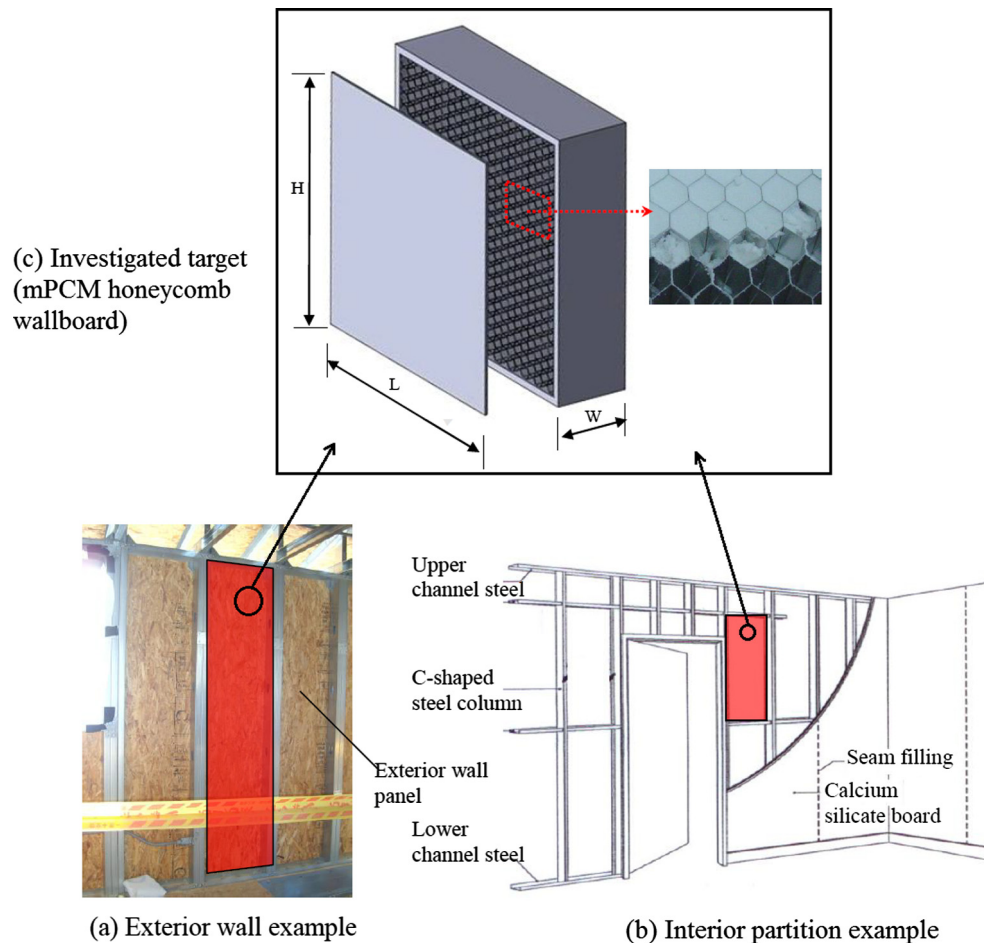 H
(c) Investigated target
(mPCM honeycomb
wallboard)
L
W
Upper
channel steel
C-shaped
steel column
Exterior wall
panel
Seam filling
Calcium
silicate board
Lower
channel steel
(a) Exterior wall example
(b) Interior partition example